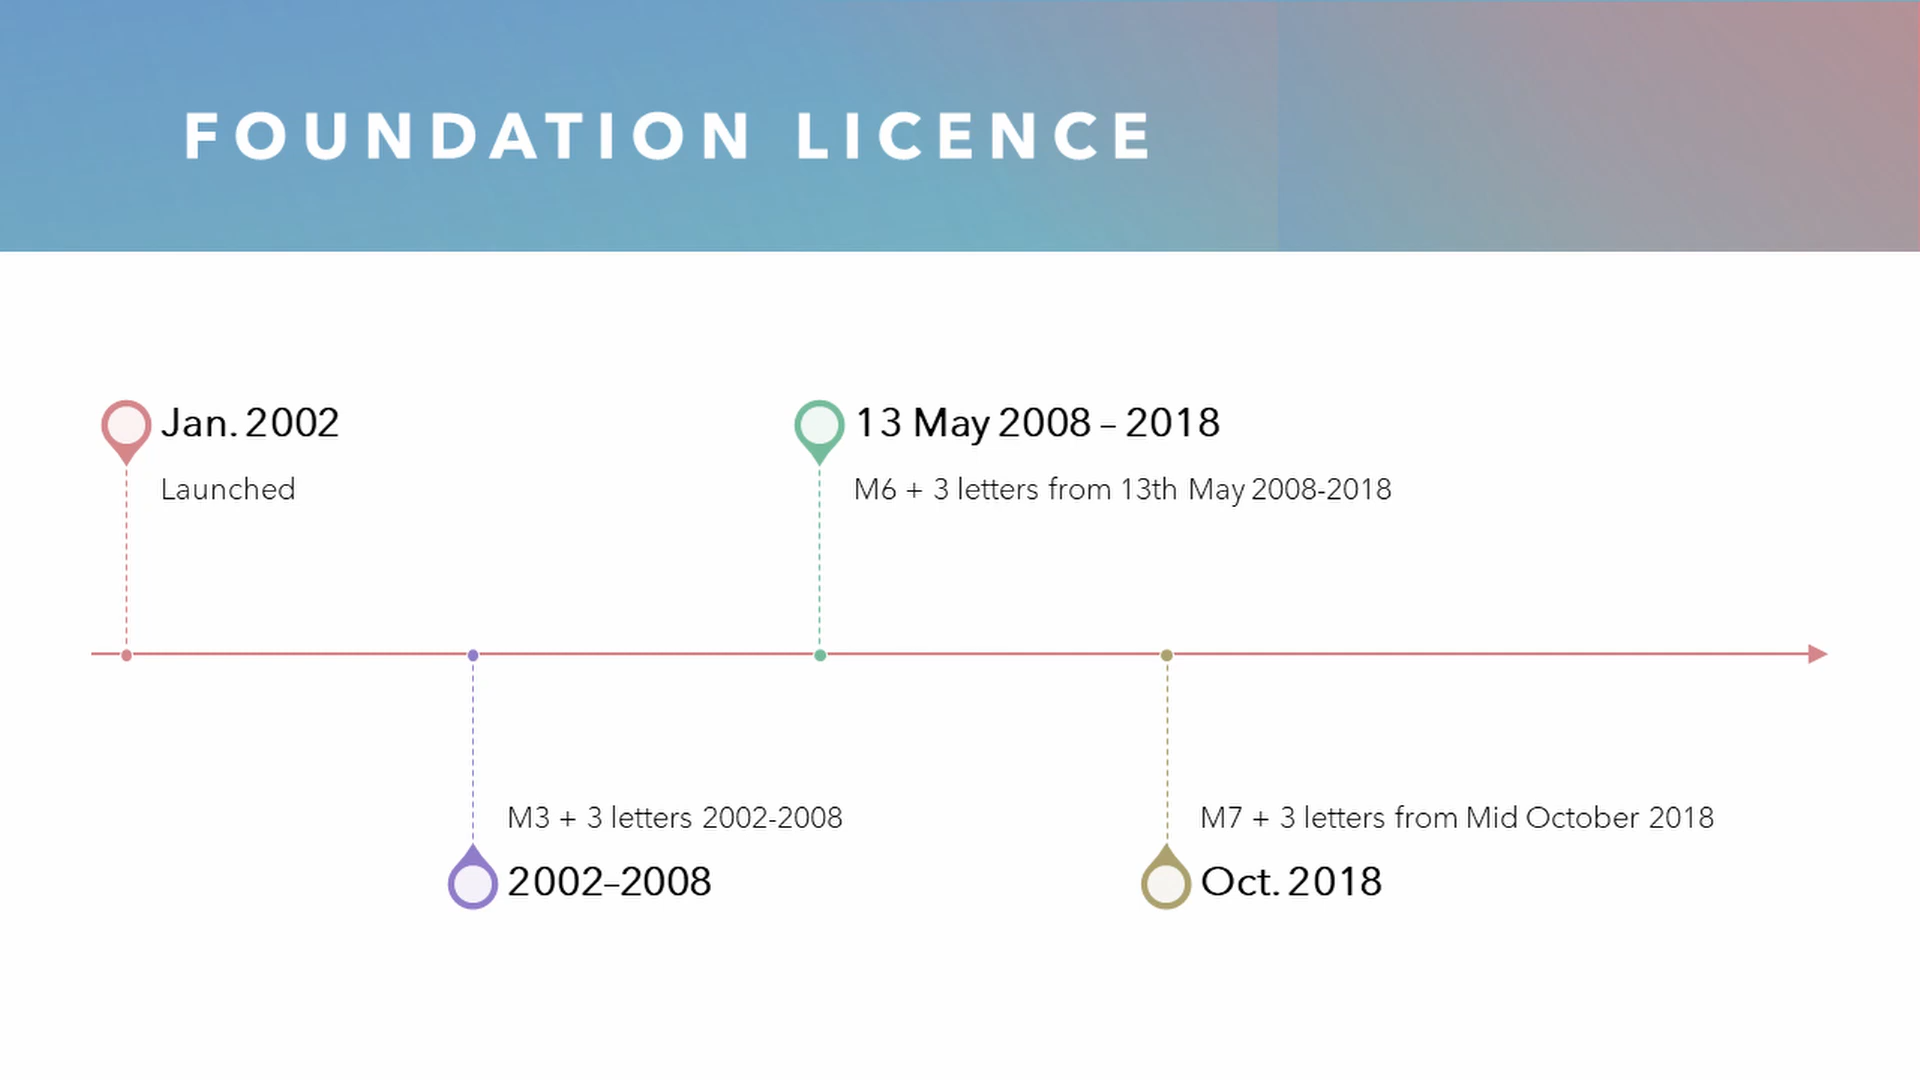 FOUNDATION LICENCE
Jan. 2002
Launched
13 May 2008 – 2018
M6 + 3 letters from 13th May 2008-2018
M3 + 3 letters 2002-2008
2002–2008
M7 + 3 letters from Mid October 2018
Oct. 2018